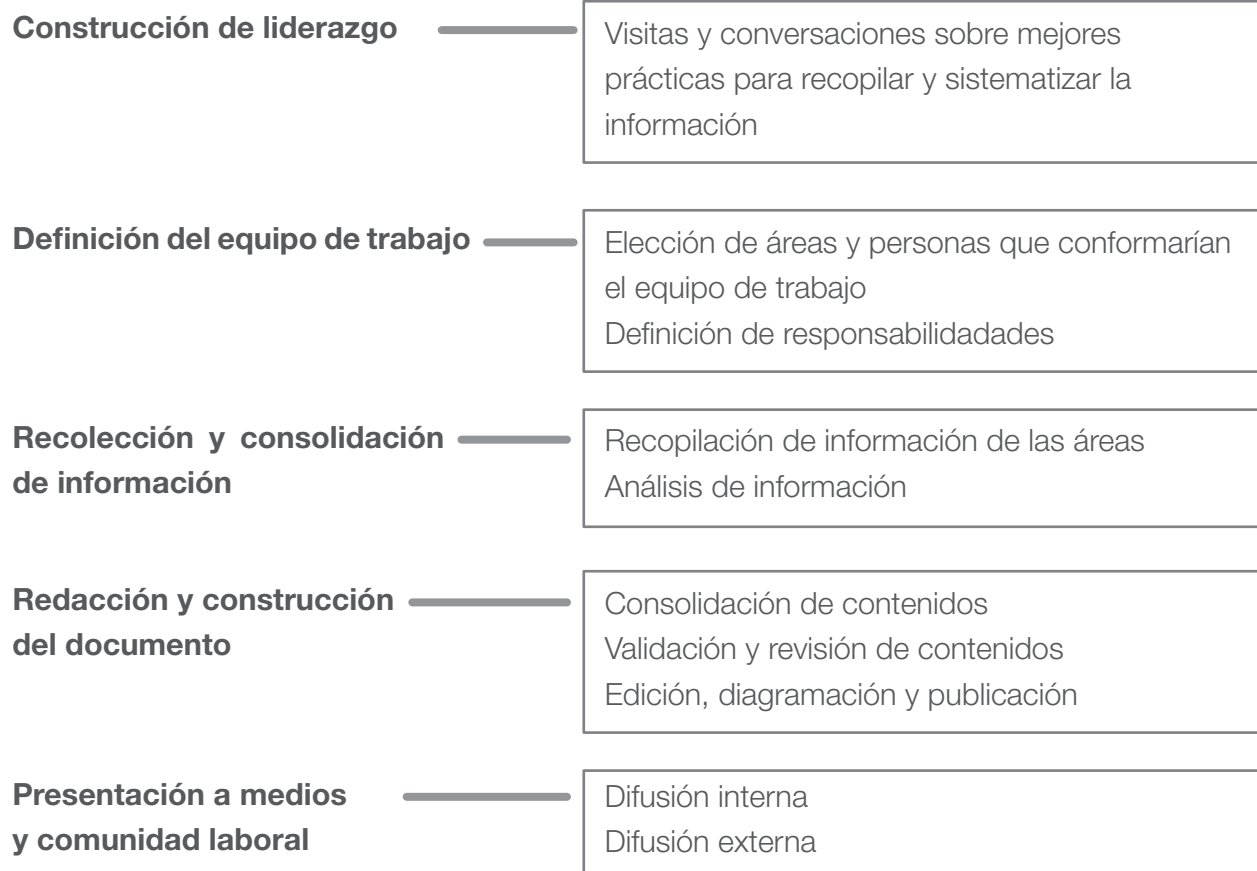 Construcción de liderazgo
Visitas y conversaciones sobre mejores
prácticas para recopilar y sistematizar la
información
Definición del equipo de trabajo
Elección de áreas y personas que conformarían
el equipo de trabajo
Definición de responsabilidadades
Recolección y consolidación
de información
Recopilación de información de las áreas
Análisis de información
Redacción y construcción
del documento
Consolidación de contenidos
Validación y revisión de contenidos
Edición, diagramación y publicación
Presentación a medios
y comunidad laboral
Difusión interna
Difusión externa